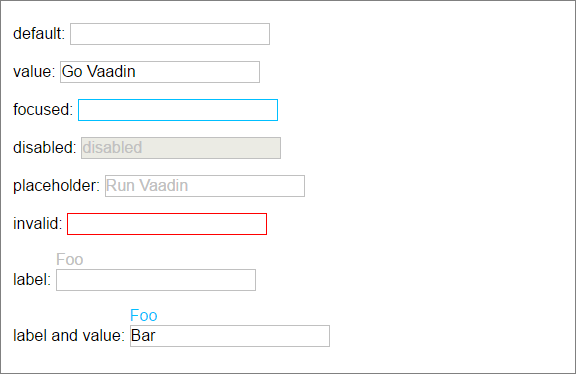 default:
value: Go Vaadin
focused:
disabled: disabled
placeholder: Run Vaadin
invalid:
Foo
label:
Foo
label and value: Bar